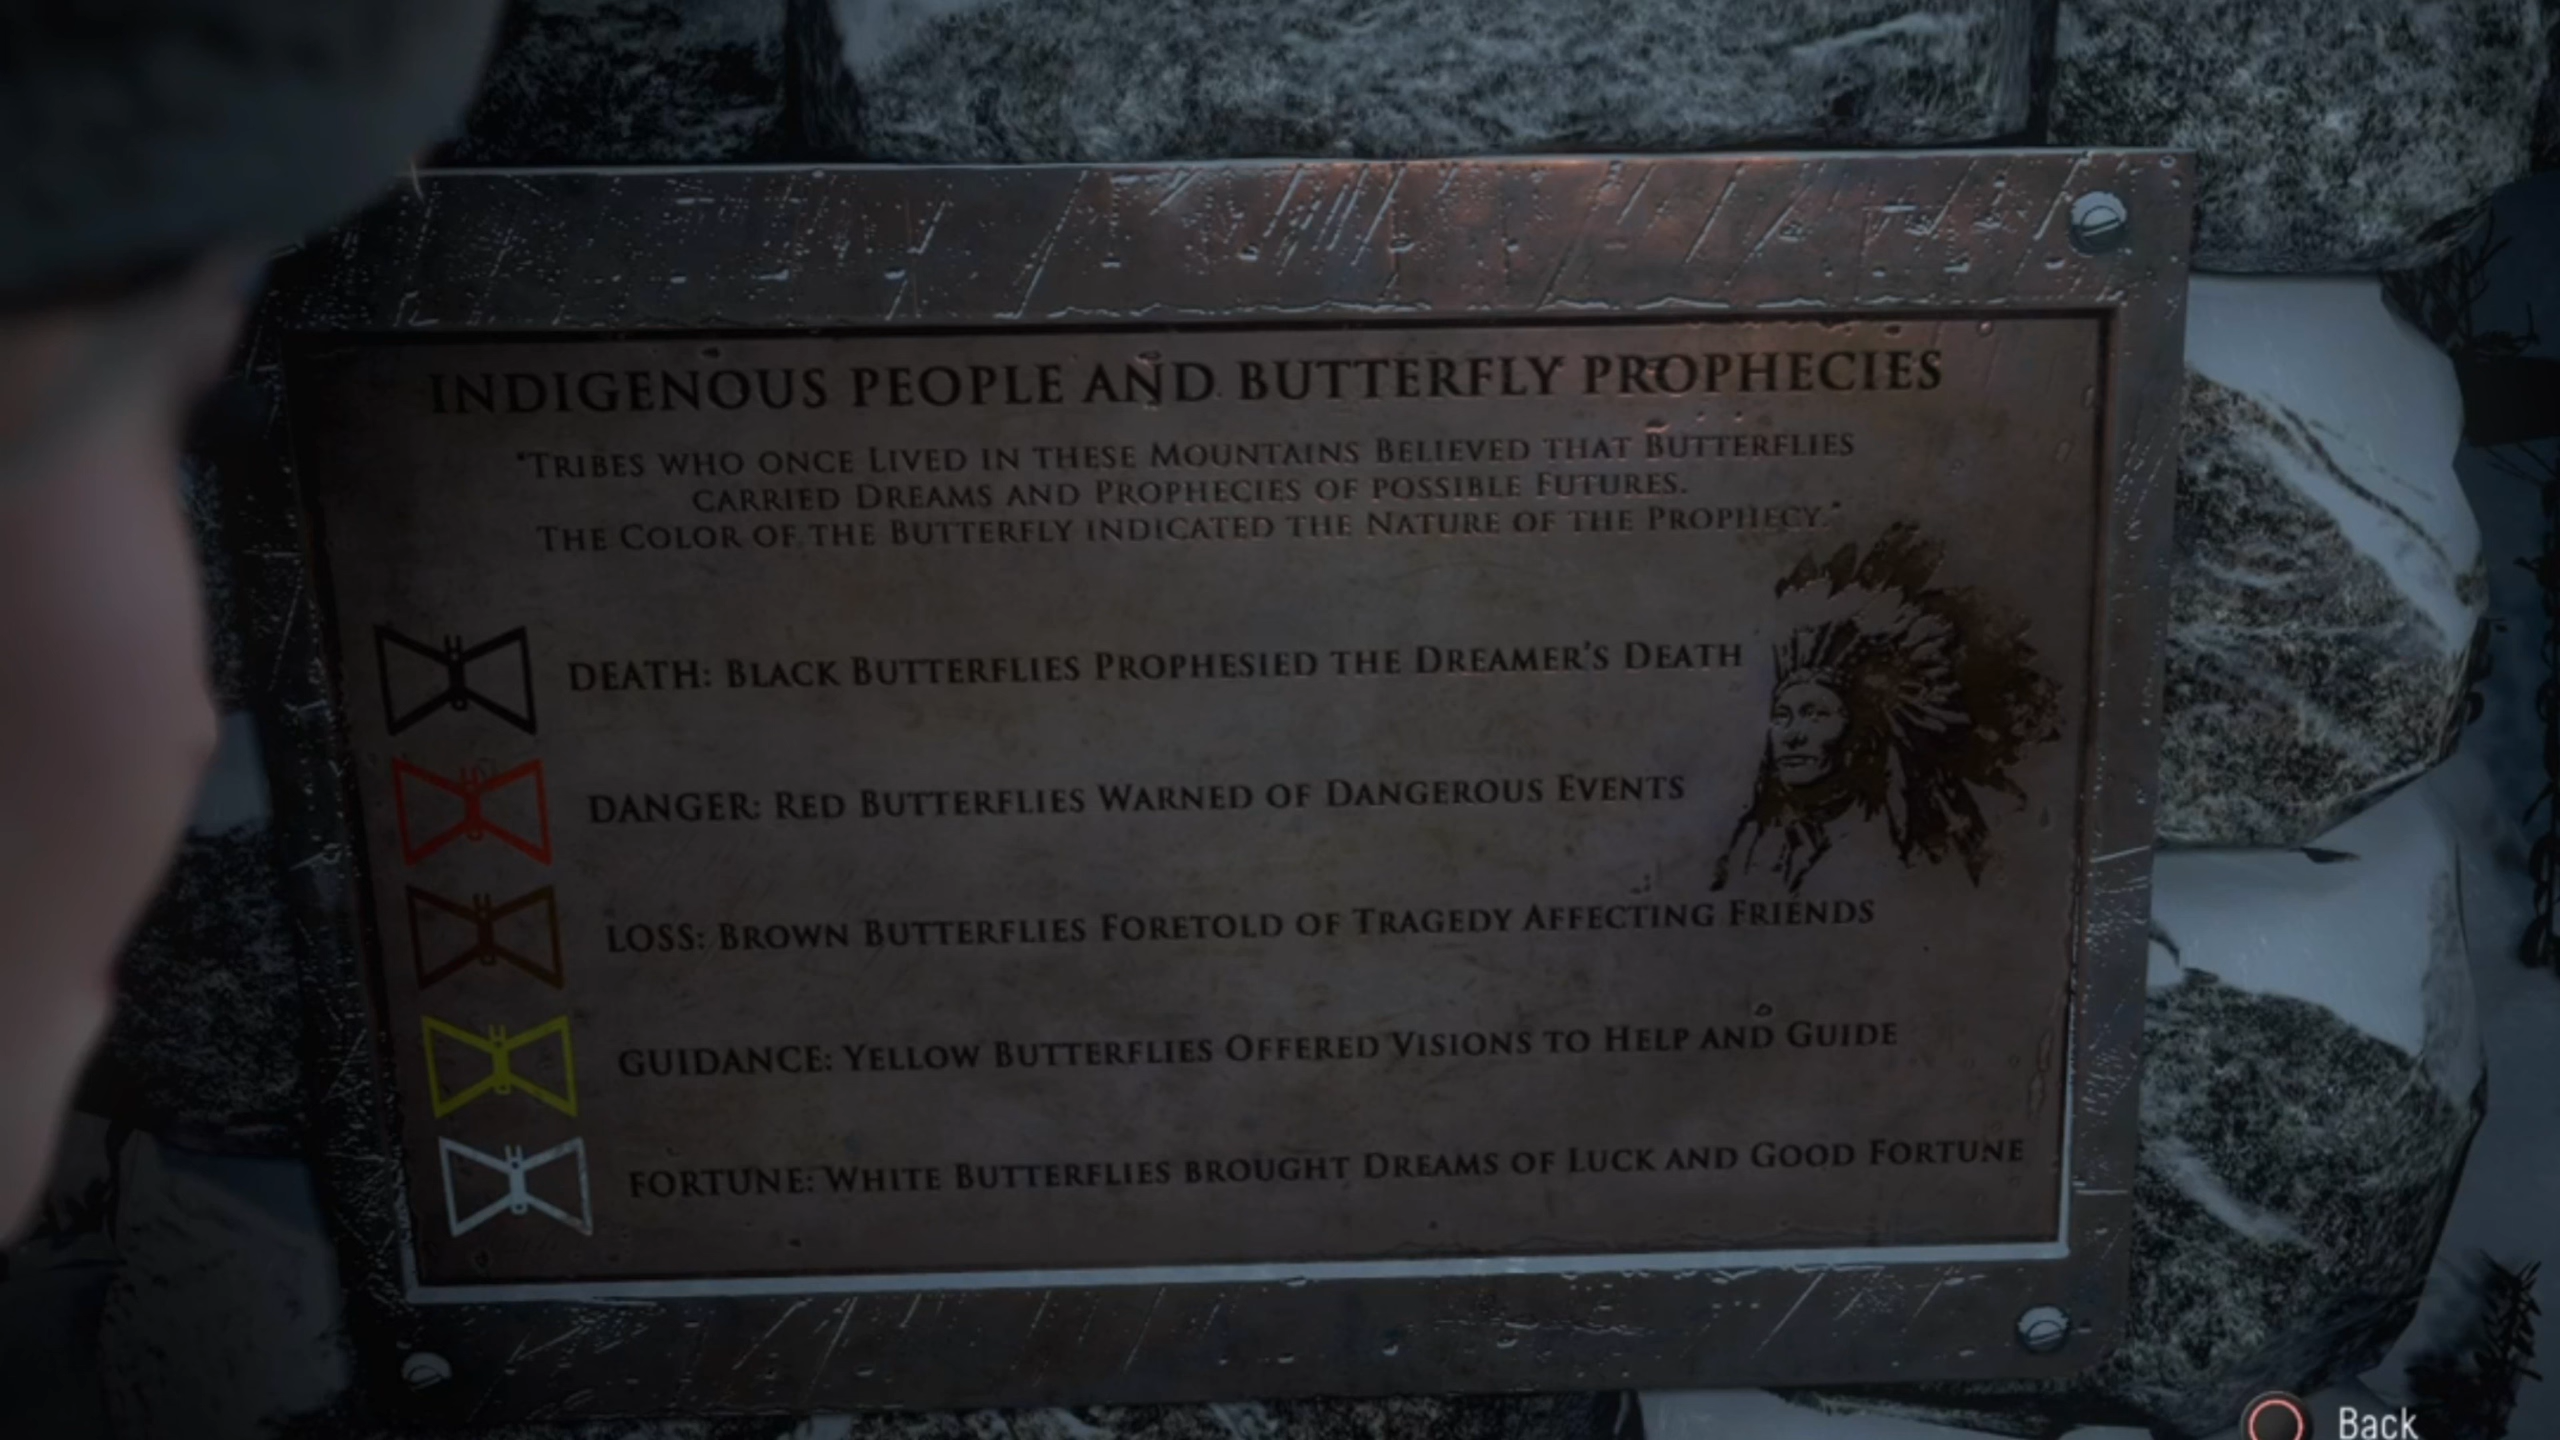 INDIGENOUS PEOPLE AND BUTTERFLY PROPHECIES
"TRIBES WHO ONCE LIVED IN THESE MOUNTAINS BELIEVED THAT BUTTERFLIES
CARRIED DREAMS AND PROPHECIES OF POSSIBLE FUTURES.
THE COLOR OF THE BUTTERFLY INDICATED THE NATURE OF THE PROPHECY."
DEATH: BLACK BUTTERFLIES PROPHESIED THE DREAMER'S DEATH
DANGER: RED BUTTERFLIES WARNED OF DANGEROUS EVENTS
LOSS: BROWN BUTTERFLIES FORETOLD OF TRAGEDY AFFECTING FRIENDS
GUIDANCE: YELLOW BUTTERFLIES OFFERED VISIONS TO HELP AND GUIDE
FORTUNE: WHITE BUTTERFLIES BROUGHT DREAMS OF LUCK AND GOOD FORTUNE
Back